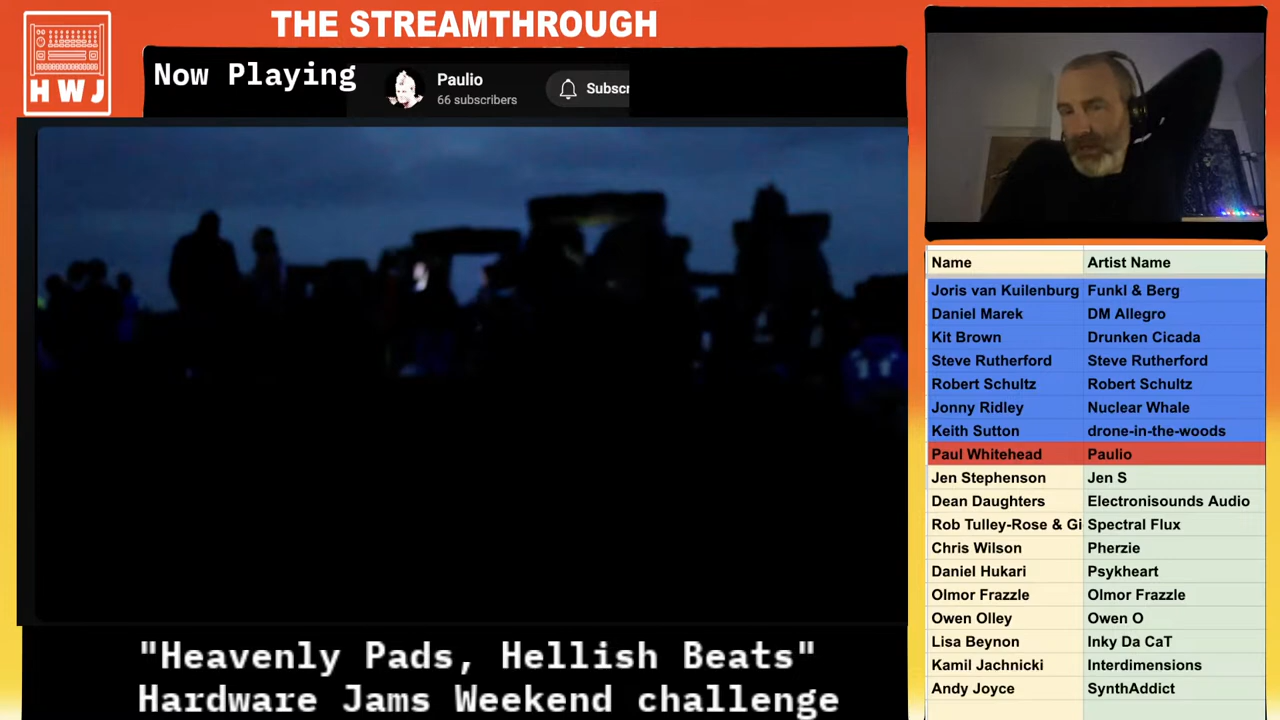 THE STREAMTHROUGH
HWJ
Now Playing
Paulio
66 subscribers
Subscr
"Heavenly Pads, Hellish Beats"
Hardware Jams Weekend challenge
Name Artist Name
Joris van Kuilenburg Funkl & Berg
Daniel Marek DM Allegro
Kit Brown Drunken Cicada
Steve Rutherford Steve Rutherford
Robert Schultz Robert Schultz
Jonny Ridley Nuclear Whale
Keith Sutton drone-in-the-woods
Paul Whitehead Paulio
Jen Stephenson Jen S
Dean Daughters Electronisounds Audio
Rob Tulley-Rose & Gi Spectral Flux
Chris Wilson Pherzie
Daniel Hukari Psykheart
Olmor Frazzle Olmor Frazzle
Owen Olley Owen O
Lisa Beynon Inky Da CaT
Kamil Jachnicki Interdimensions
Andy Joyce SynthAddict